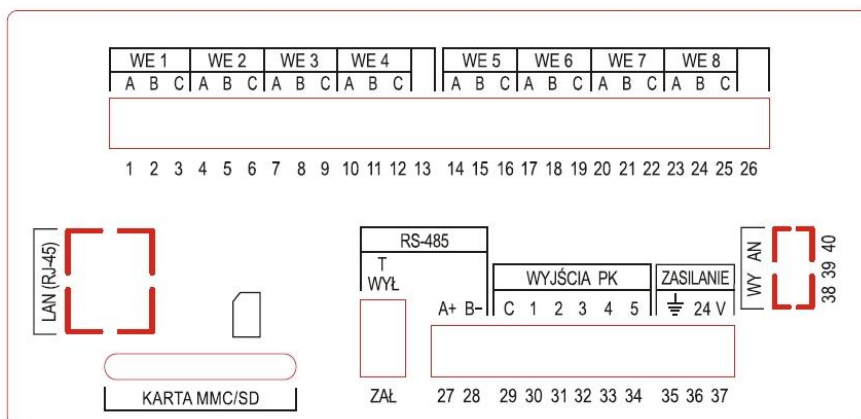 WE 1 WE 2 WE 3 WE 4 WE 5 WE 6 WE 7 WE 8
A B C A B C A B C A B C A B C A B C A B C A B C
1 2 3 4 5 6 7 8 9 10 11 12 13 14 15 16 17 18 19 20 21 22 23 24 25 26
LAN (RJ-45)
KARTA MMC/SD
RS-485
T
WYŁ
ZAŁ
A+ B−
27 28
WYJŚCIA PK
C 1 2 3 4 5
29 30 31 32 33 34
ZASILANIE
24 V
35 36 37
WY AN
38 39 40